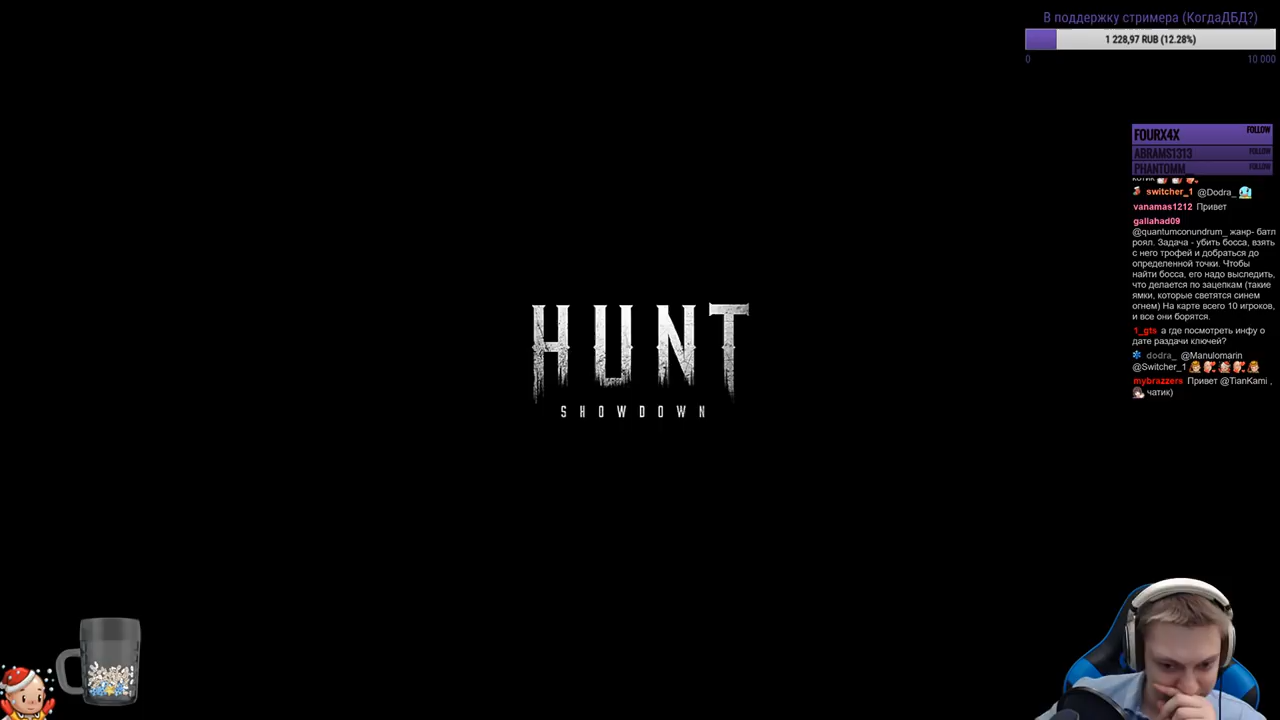 В поддержку стримера (КогдаДБД?)
1 228,97 RUB (12.28%)
0 10 000
FOURX4X FOLLOW
ABRAMS1313 FOLLOW
PHANTOMM_ FOLLOW
switcher_1 @Dodra_
vanamas1212 Привет
gallahad09
@quantumconundrum_ жанр- батл
роял. Задача - убить босса, взять
с него трофей и добраться до
определенной точки. Чтобы
найти босса, его надо выследить,
что делается по зацепкам (такие
ямки, которые светятся синем
огнем) На карте всего 10 игроков,
и все они борятся.
1_gts а где посмотреть инфу о
дате раздачи ключей?
dodra_ @Manulomarin
@Switcher_1
mybrazzers Привет @TianKami ,
чатик)
HUNT
SHOWDOWN